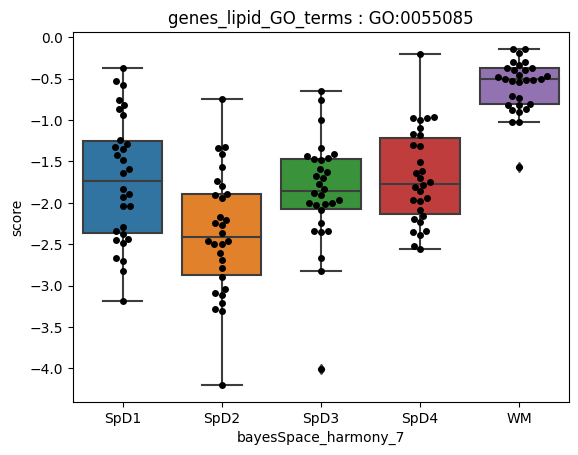 genes_lipid_GO_terms : GO:0055085
score
0.0
−0.5
−1.0
−1.5
−2.0
−2.5
−3.0
−3.5
−4.0
SpD1 SpD2 SpD3 SpD4 WM
bayesSpace_harmony_7